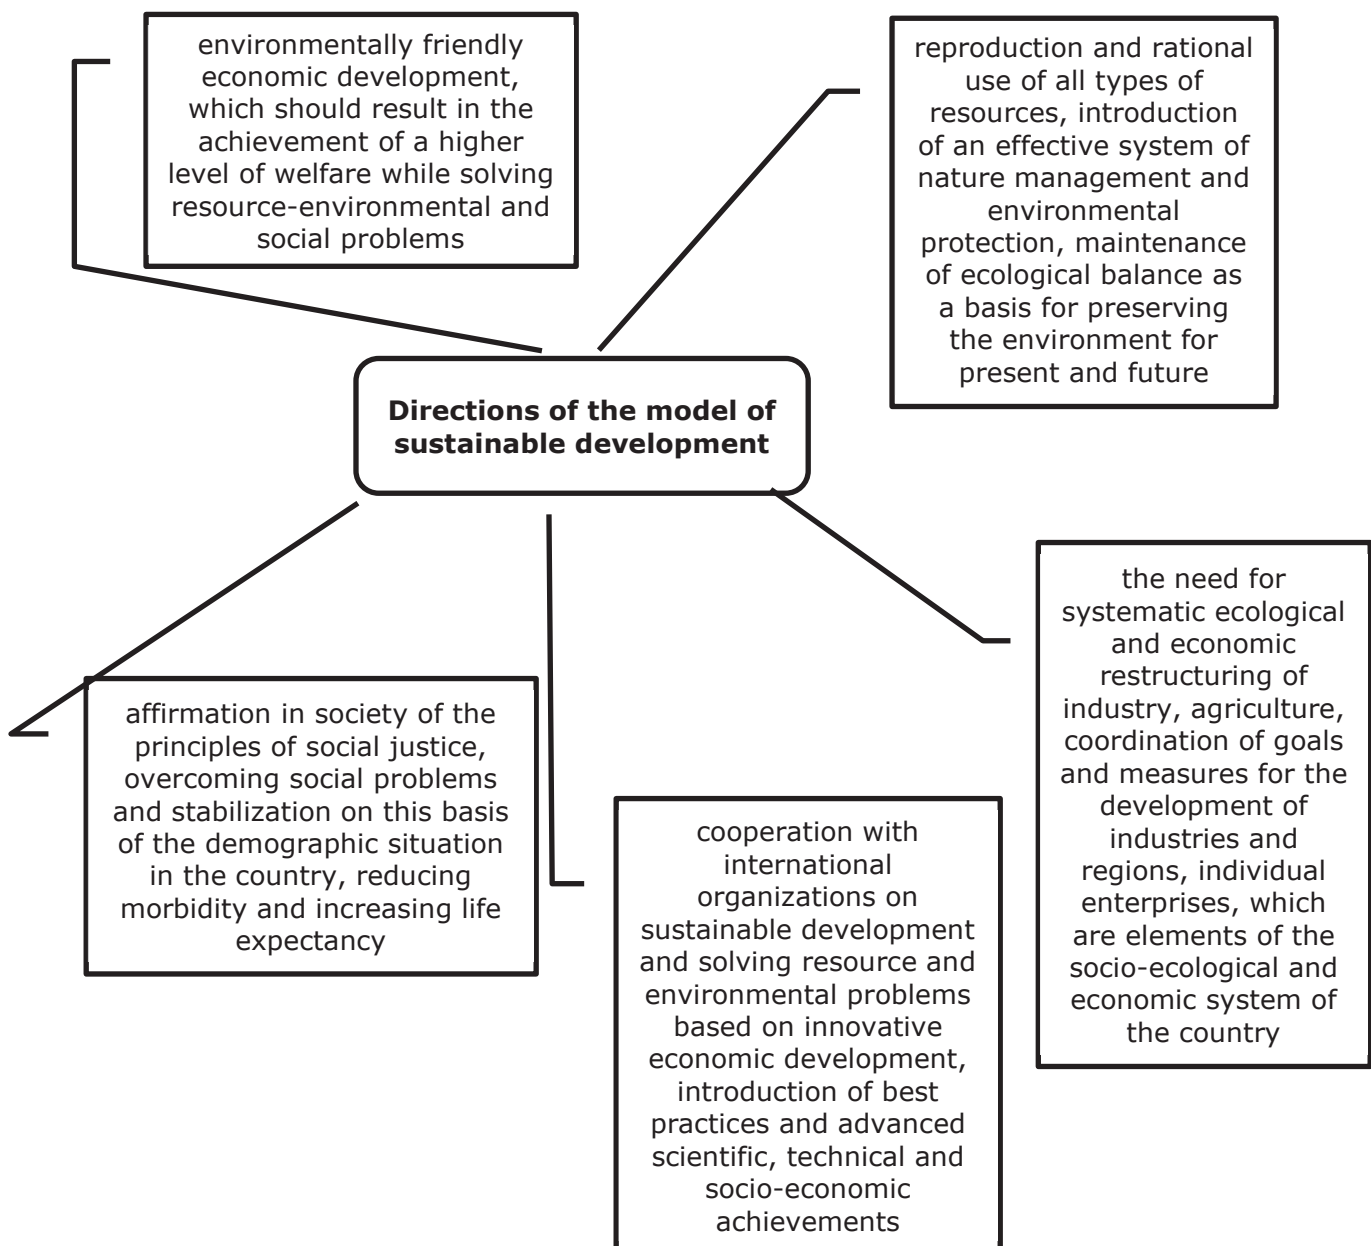 environmentally friendly
economic development,
which should result in the
achievement of a higher
level of welfare while solving
resource-environmental and
social problems
reproduction and rational
use of all types of
resources, introduction
of an effective system of
nature management and
environmental
protection, maintenance
of ecological balance as
a basis for preserving
the environment for
present and future
Directions of the model of
sustainable development
affirmation in society of the
principles of social justice,
overcoming social problems
and stabilization on this basis
of the demographic situation
in the country, reducing
morbidity and increasing life
expectancy
cooperation with
international
organizations on
sustainable development
and solving resource and
environmental problems
based on innovative
economic development,
introduction of best
practices and advanced
scientific, technical and
socio-economic
achievements
the need for
systematic ecological
and economic
restructuring of
industry, agriculture,
coordination of goals
and measures for the
development of
industries and
regions, individual
enterprises, which
are elements of the
socio-ecological and
economic system of
the country